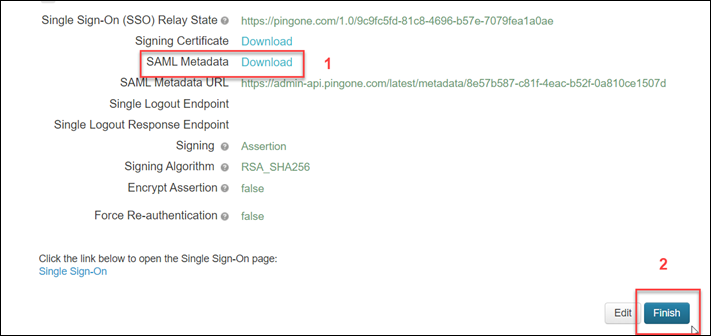 Single Sign-On (SSO) Relay State https://pingone.com/1.0/9c9fc5fd-81c8-4696-b57e-7079fea1a0ae
Signing Certificate Download
SAML Metadata Download 1
SAML Metadata URL https://admin-api.pingone.com/latest/metadata/8e57b587-c81f-4eac-b52f-0a810ce1507d
Single Logout Endpoint
Single Logout Response Endpoint
Signing Assertion
Signing Algorithm RSA_SHA256
Encrypt Assertion false
Force Re-authentication false
Click the link below to open the Single Sign-On page:
Single Sign-On
2
Edit Finish